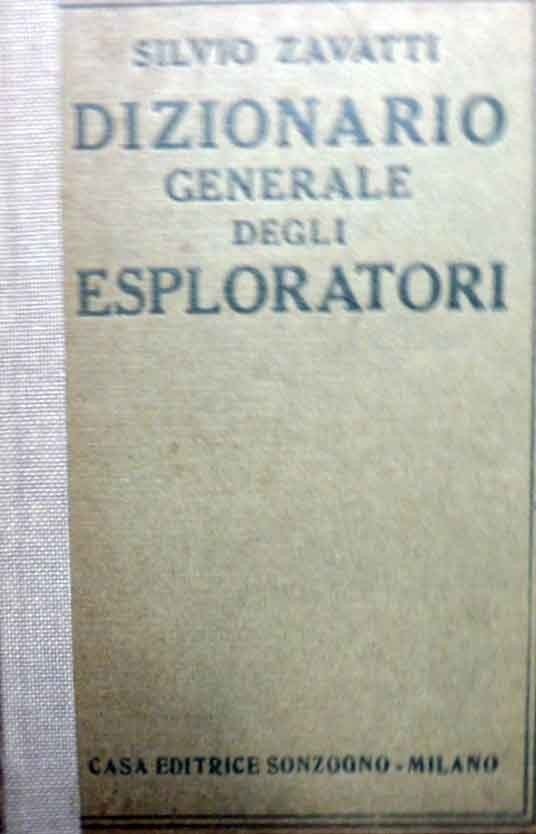 SILVIO ZAVATTI
DIZIONARIO
GENERALE
DEGLI
ESPLORATORI
CASA EDITRICE SONZOGNO - MILANO